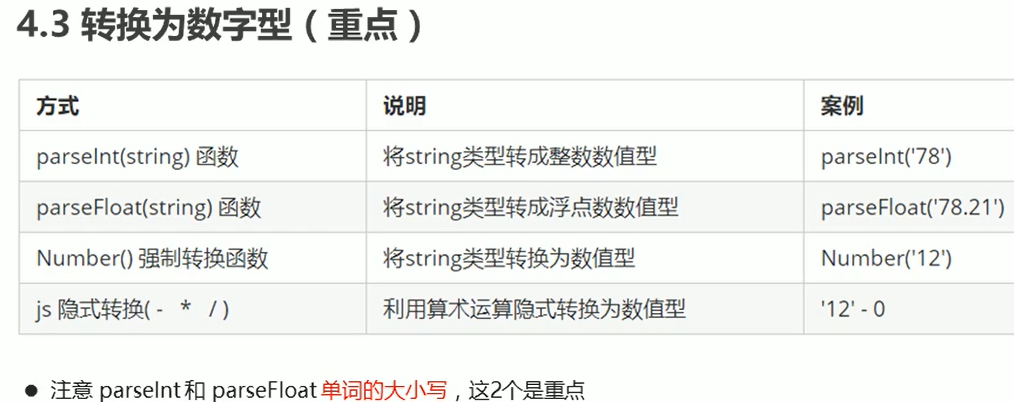 4.3 转换为数字型（重点）
方式 说明 案例
parseInt(string) 函数 将string类型转成整数数值型 parseInt('78')
parseFloat(string) 函数 将string类型转成浮点数数值型 parseFloat('78.21')
Number() 强制转换函数 将string类型转换为数值型 Number('12')
js 隐式转换( - * / ) 利用算术运算隐式转换为数值型 '12' - 0
● 注意 parseInt 和 parseFloat 单词的大小写，这2个是重点